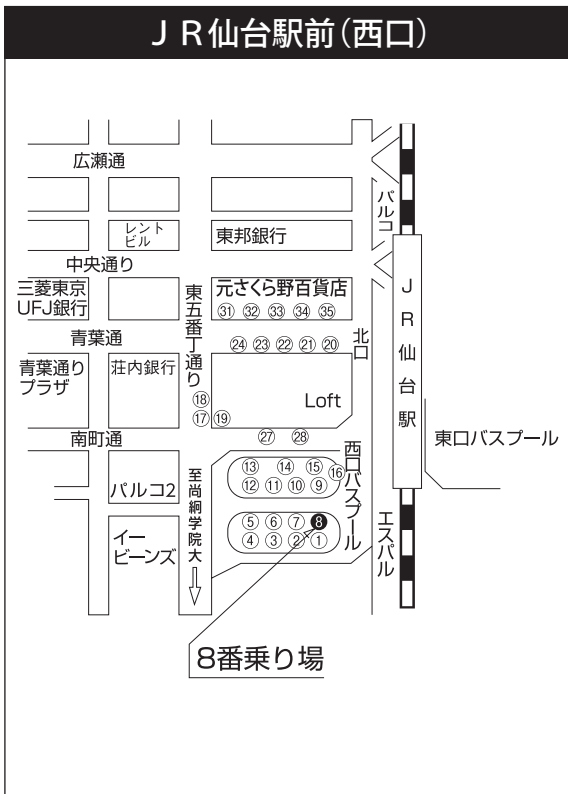 ＪＲ仙台駅前(西口)
広瀬通
パルコ
レント
ビル
東邦銀行
中央通り
三菱東京
UFJ銀行
元さくら野百貨店
㉛ ㉜ ㉝ ㉞ ㉟
東五番丁通り
ＪＲ仙台駅
青葉通
北口
㉔ ㉓ ㉒ ㉑ ⑳
青葉通り
プラザ
荘内銀行
Loft
⑱
⑰ ⑲
南町通
㉗ ㉘
東口バスプール
西口バスプール
⑬ ⑭ ⑮ ⑯
⑫ ⑪ ⑩ ⑨
パルコ2
至尚絅学院大
⑤ ⑥ ⑦ ❽
④ ③ ② ①
エスパル
イー
ビーンズ
8番乗り場